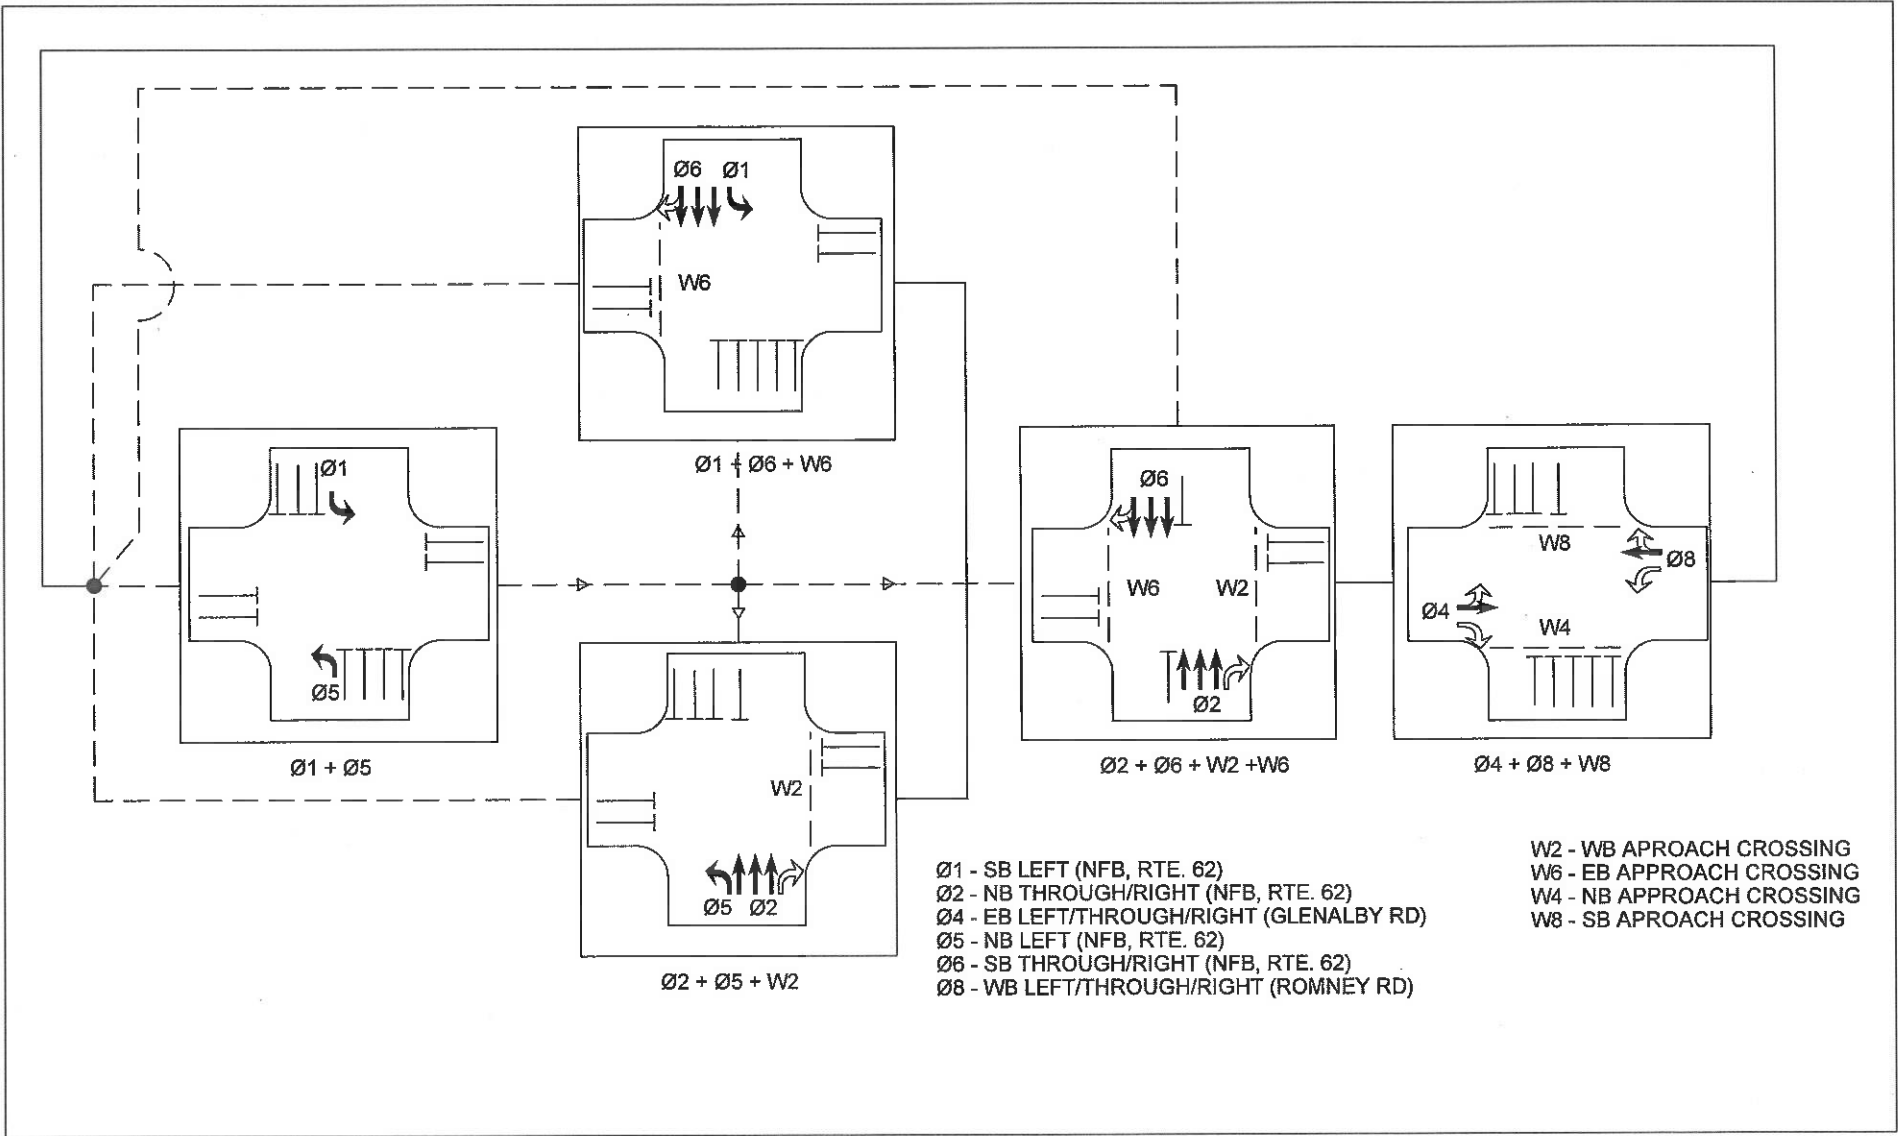 Ø6 Ø1
W6
Ø1 + Ø6 + W6
Ø1
Ø5
Ø1 + Ø5
W2
Ø5 Ø2
Ø2 + Ø5 + W2
Ø6
W6 W2
Ø2
Ø2 + Ø6 + W2 +W6
W8
Ø8
Ø4
W4
Ø4 + Ø8 + W8
Ø1 - SB LEFT (NFB, RTE. 62)
Ø2 - NB THROUGH/RIGHT (NFB, RTE. 62)
Ø4 - EB LEFT/THROUGH/RIGHT (GLENALBY RD)
Ø5 - NB LEFT (NFB, RTE. 62)
Ø6 - SB THROUGH/RIGHT (NFB, RTE. 62)
Ø8 - WB LEFT/THROUGH/RIGHT (ROMNEY RD)
W2 - WB APROACH CROSSING
W6 - EB APPROACH CROSSING
W4 - NB APPROACH CROSSING
W8 - SB APROACH CROSSING